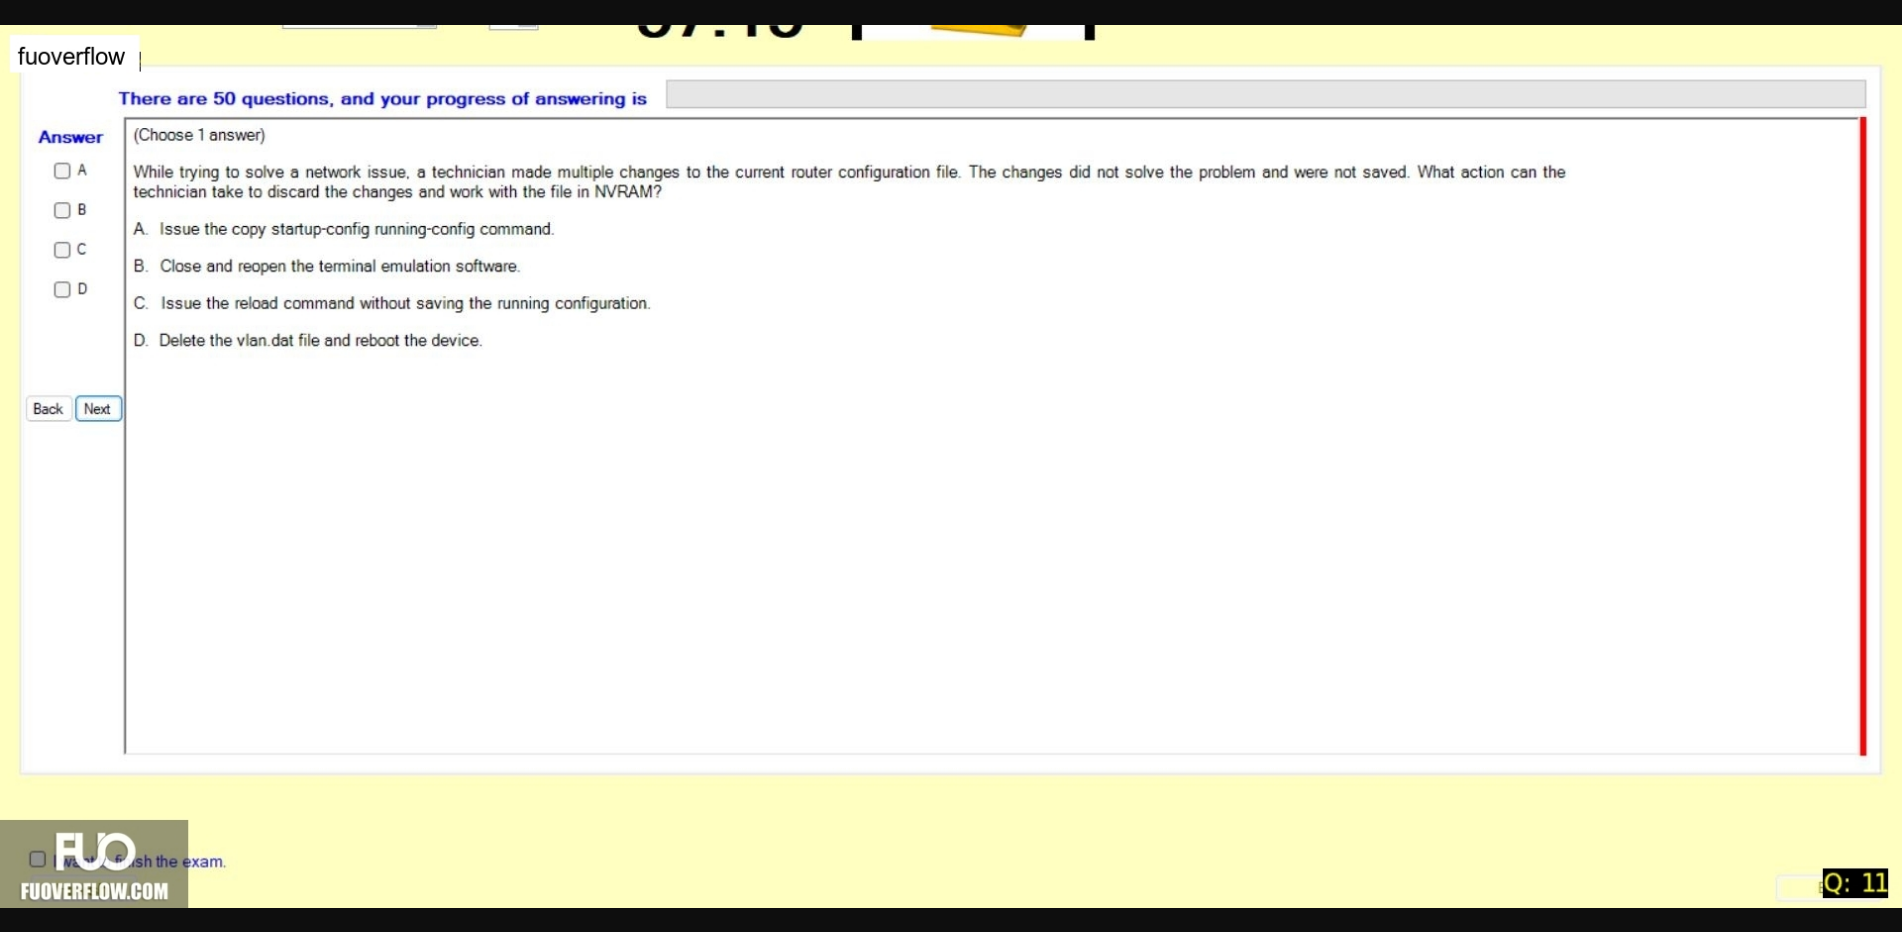 fuoverflow
There are 50 questions, and your progress of answering is
Answer
(Choose 1 answer)
A
B
C
D
While trying to solve a network issue, a technician made multiple changes to the current router configuration file. The changes did not solve the problem and were not saved. What action can the
technician take to discard the changes and work with the file in NVRAM?
A. Issue the copy startup-config running-config command.
B. Close and reopen the terminal emulation software.
C. Issue the reload command without saving the running configuration.
D. Delete the vlan.dat file and reboot the device.
Back Next
FUO
finish the exam.
FUOVERFLOW.COM
Q: 11